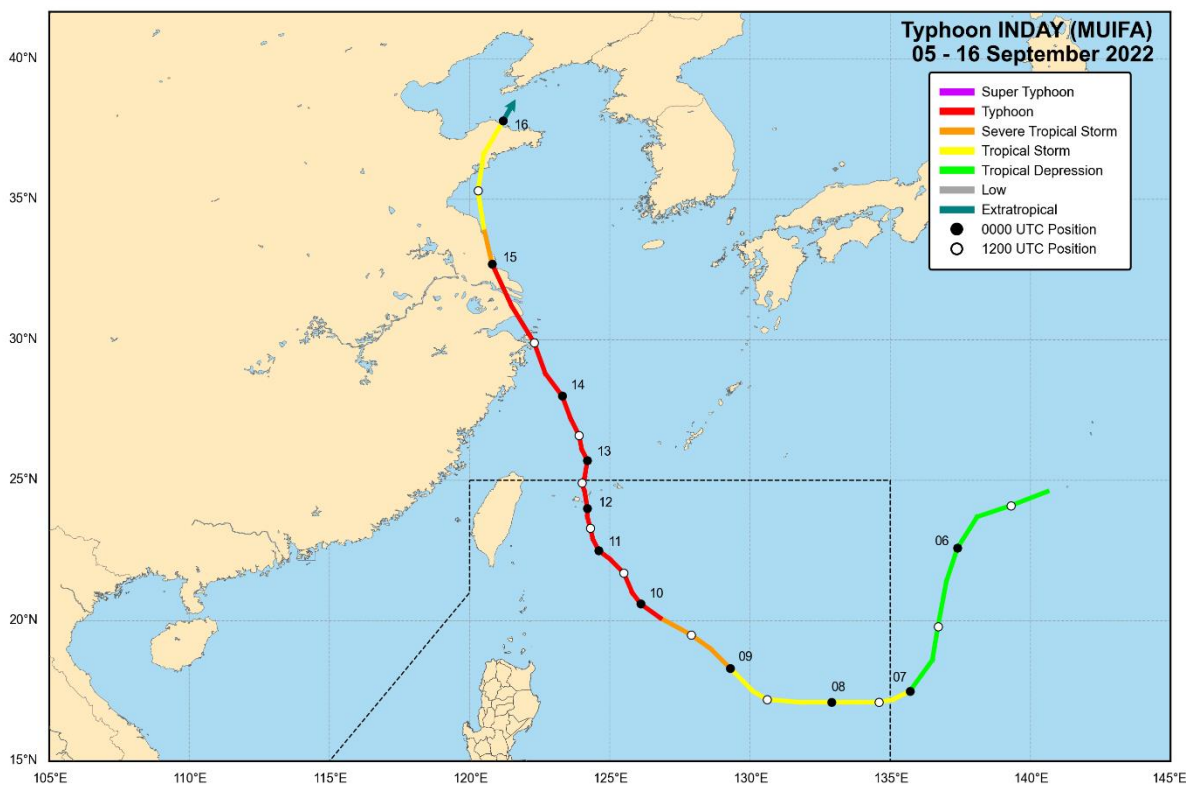 Typhoon INDAY (MUIFA)
05 - 16 September 2022
Super Typhoon
Typhoon
Severe Tropical Storm
Tropical Storm
Tropical Depression
Low
Extratropical
0000 UTC Position
1200 UTC Position
40°N
35°N
30°N
25°N
20°N
15°N
16
15
14
13
12
11
10
09
08
07
06
105°E
110°E
115°E
120°E
125°E
130°E
135°E
140°E
145°E